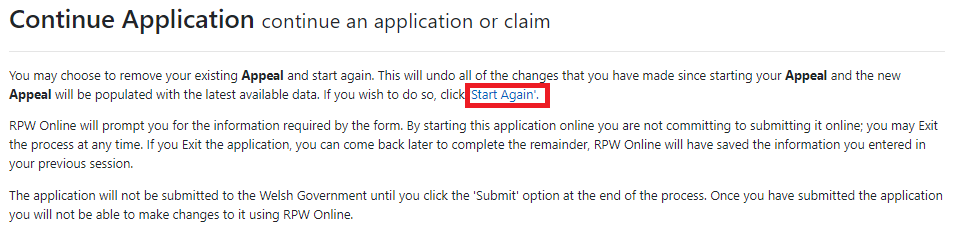 Continue Application continue an application or claim
You may choose to remove your existing Appeal and start again. This will undo all of the changes that you have made since starting your Appeal and the new
Appeal will be populated with the latest available data. If you wish to do so, click Start Again'.
RPW Online will prompt you for the information required by the form. By starting this application online you are not committing to submitting it online; you may Exit
the process at any time. If you Exit the application, you can come back later to complete the remainder, RPW Online will have saved the information you entered in
your previous session.
The application will not be submitted to the Welsh Government until you click the 'Submit' option at the end of the process. Once you have submitted the application
you will not be able to make changes to it using RPW Online.